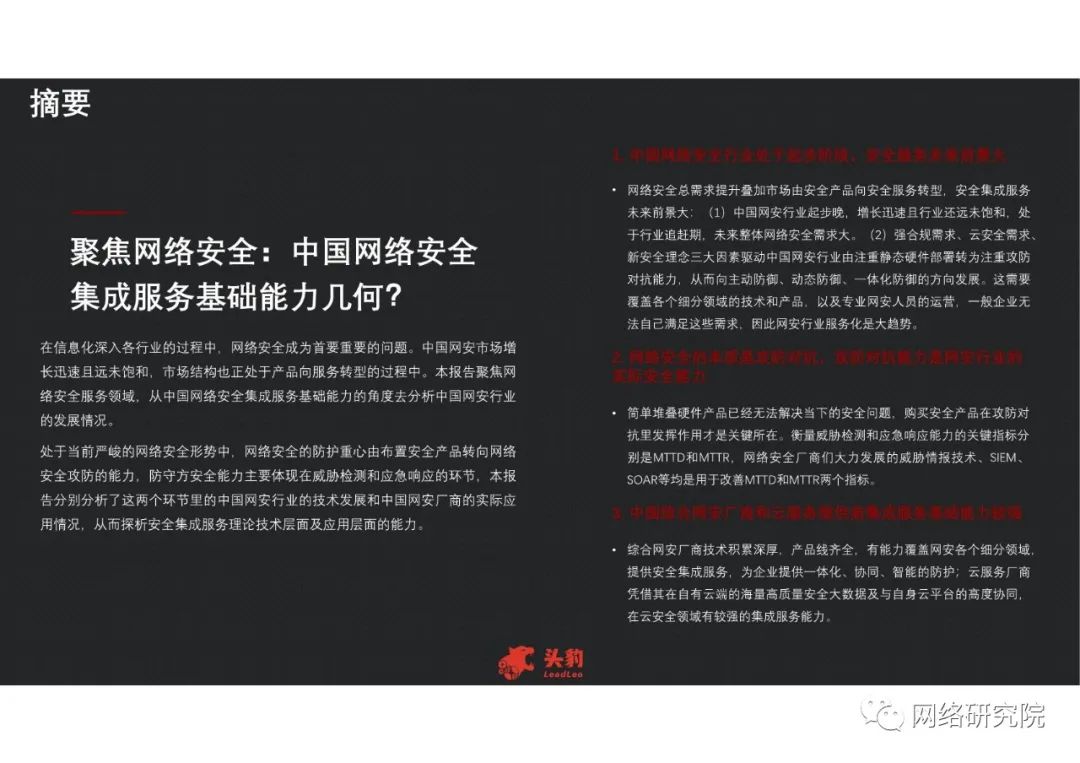 摘要
聚焦网络安全：中国网络安全
集成服务基础能力几何？
在信息化深入各行业的过程中，网络安全成为首要重要的问题。中国网安市场增
长迅速且远未饱和，市场结构也正处于产品向服务转型的过程中。本报告聚焦网
络安全服务领域，从中国网络安全集成服务基础能力的角度去分析中国网安行业
的发展情况。
处于当前严峻的网络安全形势中，网络安全的防护重心由布置安全产品转向网络
安全攻防的能力，防守方安全能力主要体现在威胁检测和应急响应的环节，本报
告分别分析了这两个环节里的中国网安行业的技术发展和中国网安厂商的实际应
用情况，从而探析安全集成服务理论技术层面及应用层面的能力。
1. 中国网络安全行业处于起步阶段，安全服务未来前景大
• 网络安全总需求提升叠加市场由安全产品向安全服务转型，安全集成服务
未来前景大：（1）中国网安行业起步晚，增长迅速且行业还远未饱和，处
于行业追赶期，未来整体网络安全需求大。（2）强合规需求、云安全需求、
新安全理念三大因素驱动中国网安行业由注重静态硬件部署转为注重攻防
对抗能力，从而向主动防御、动态防御、一体化防御的方向发展。这需要
覆盖各个细分领域的技术和产品，以及专业网安人员的运营，一般企业无
法自己满足这些需求，因此网安行业服务化是大趋势。
2. 网络安全的本质是攻防对抗，攻防对抗能力是网安行业的
实际安全能力
• 简单堆叠硬件产品已经无法解决当下的安全问题，购买安全产品在攻防对
抗里发挥作用才是关键所在。衡量威胁检测和应急响应能力的关键指标分
别是MTTD和MTTR，网络安全厂商们大力发展的威胁情报技术、SIEM、
SOAR等均是用于改善MTTD和MTTR两个指标。
3. 中国综合网安厂商和云服务提供商集成服务基础能力较强
• 综合网安厂商技术积累深厚，产品线齐全，有能力覆盖网安各个细分领域，
提供安全集成服务，为企业提供一体化、协同、智能的防护；云服务厂商
凭借其在自有云端的海量高质量安全大数据及与自身云平台的高度协同，
在云安全领域有较强的集成服务能力。
头豹
LeadLeo
网络研究院